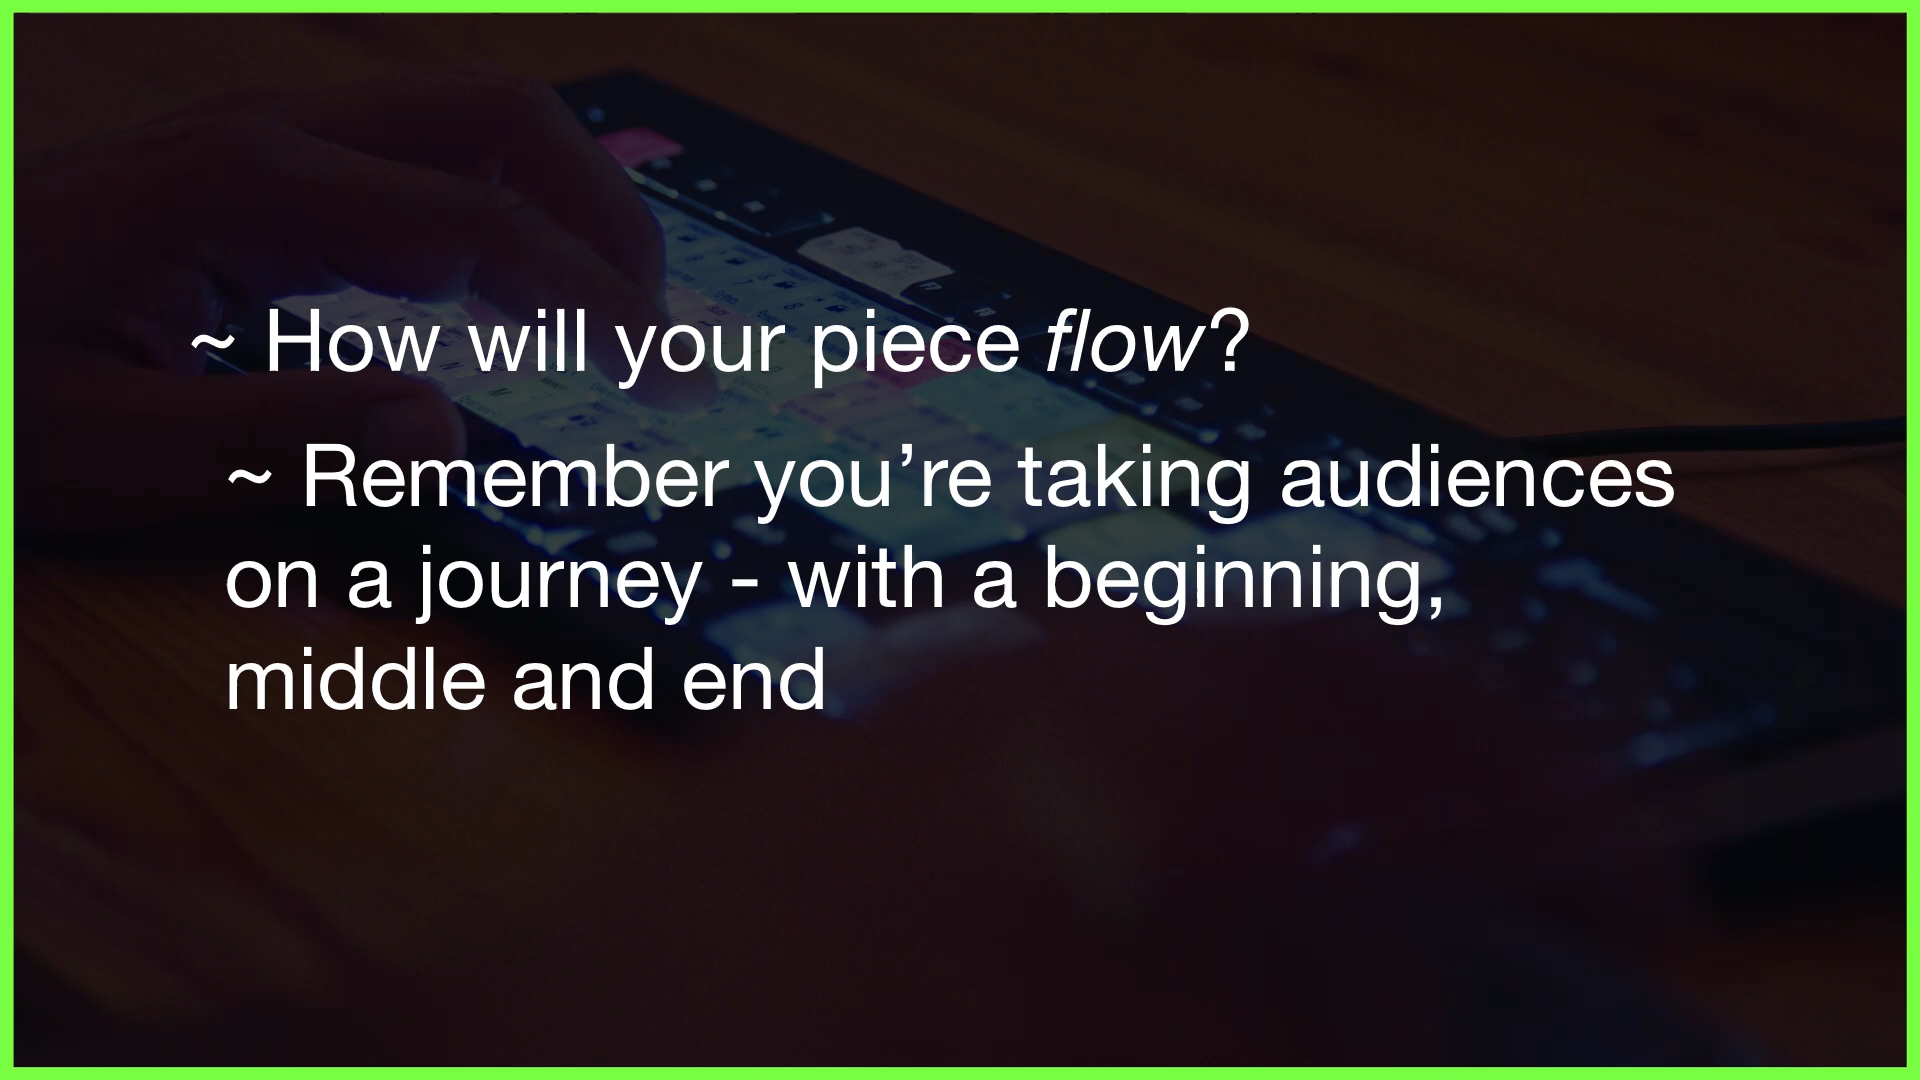 ~ How will your piece flow?
~ Remember you’re taking audiences
on a journey - with a beginning,
middle and end